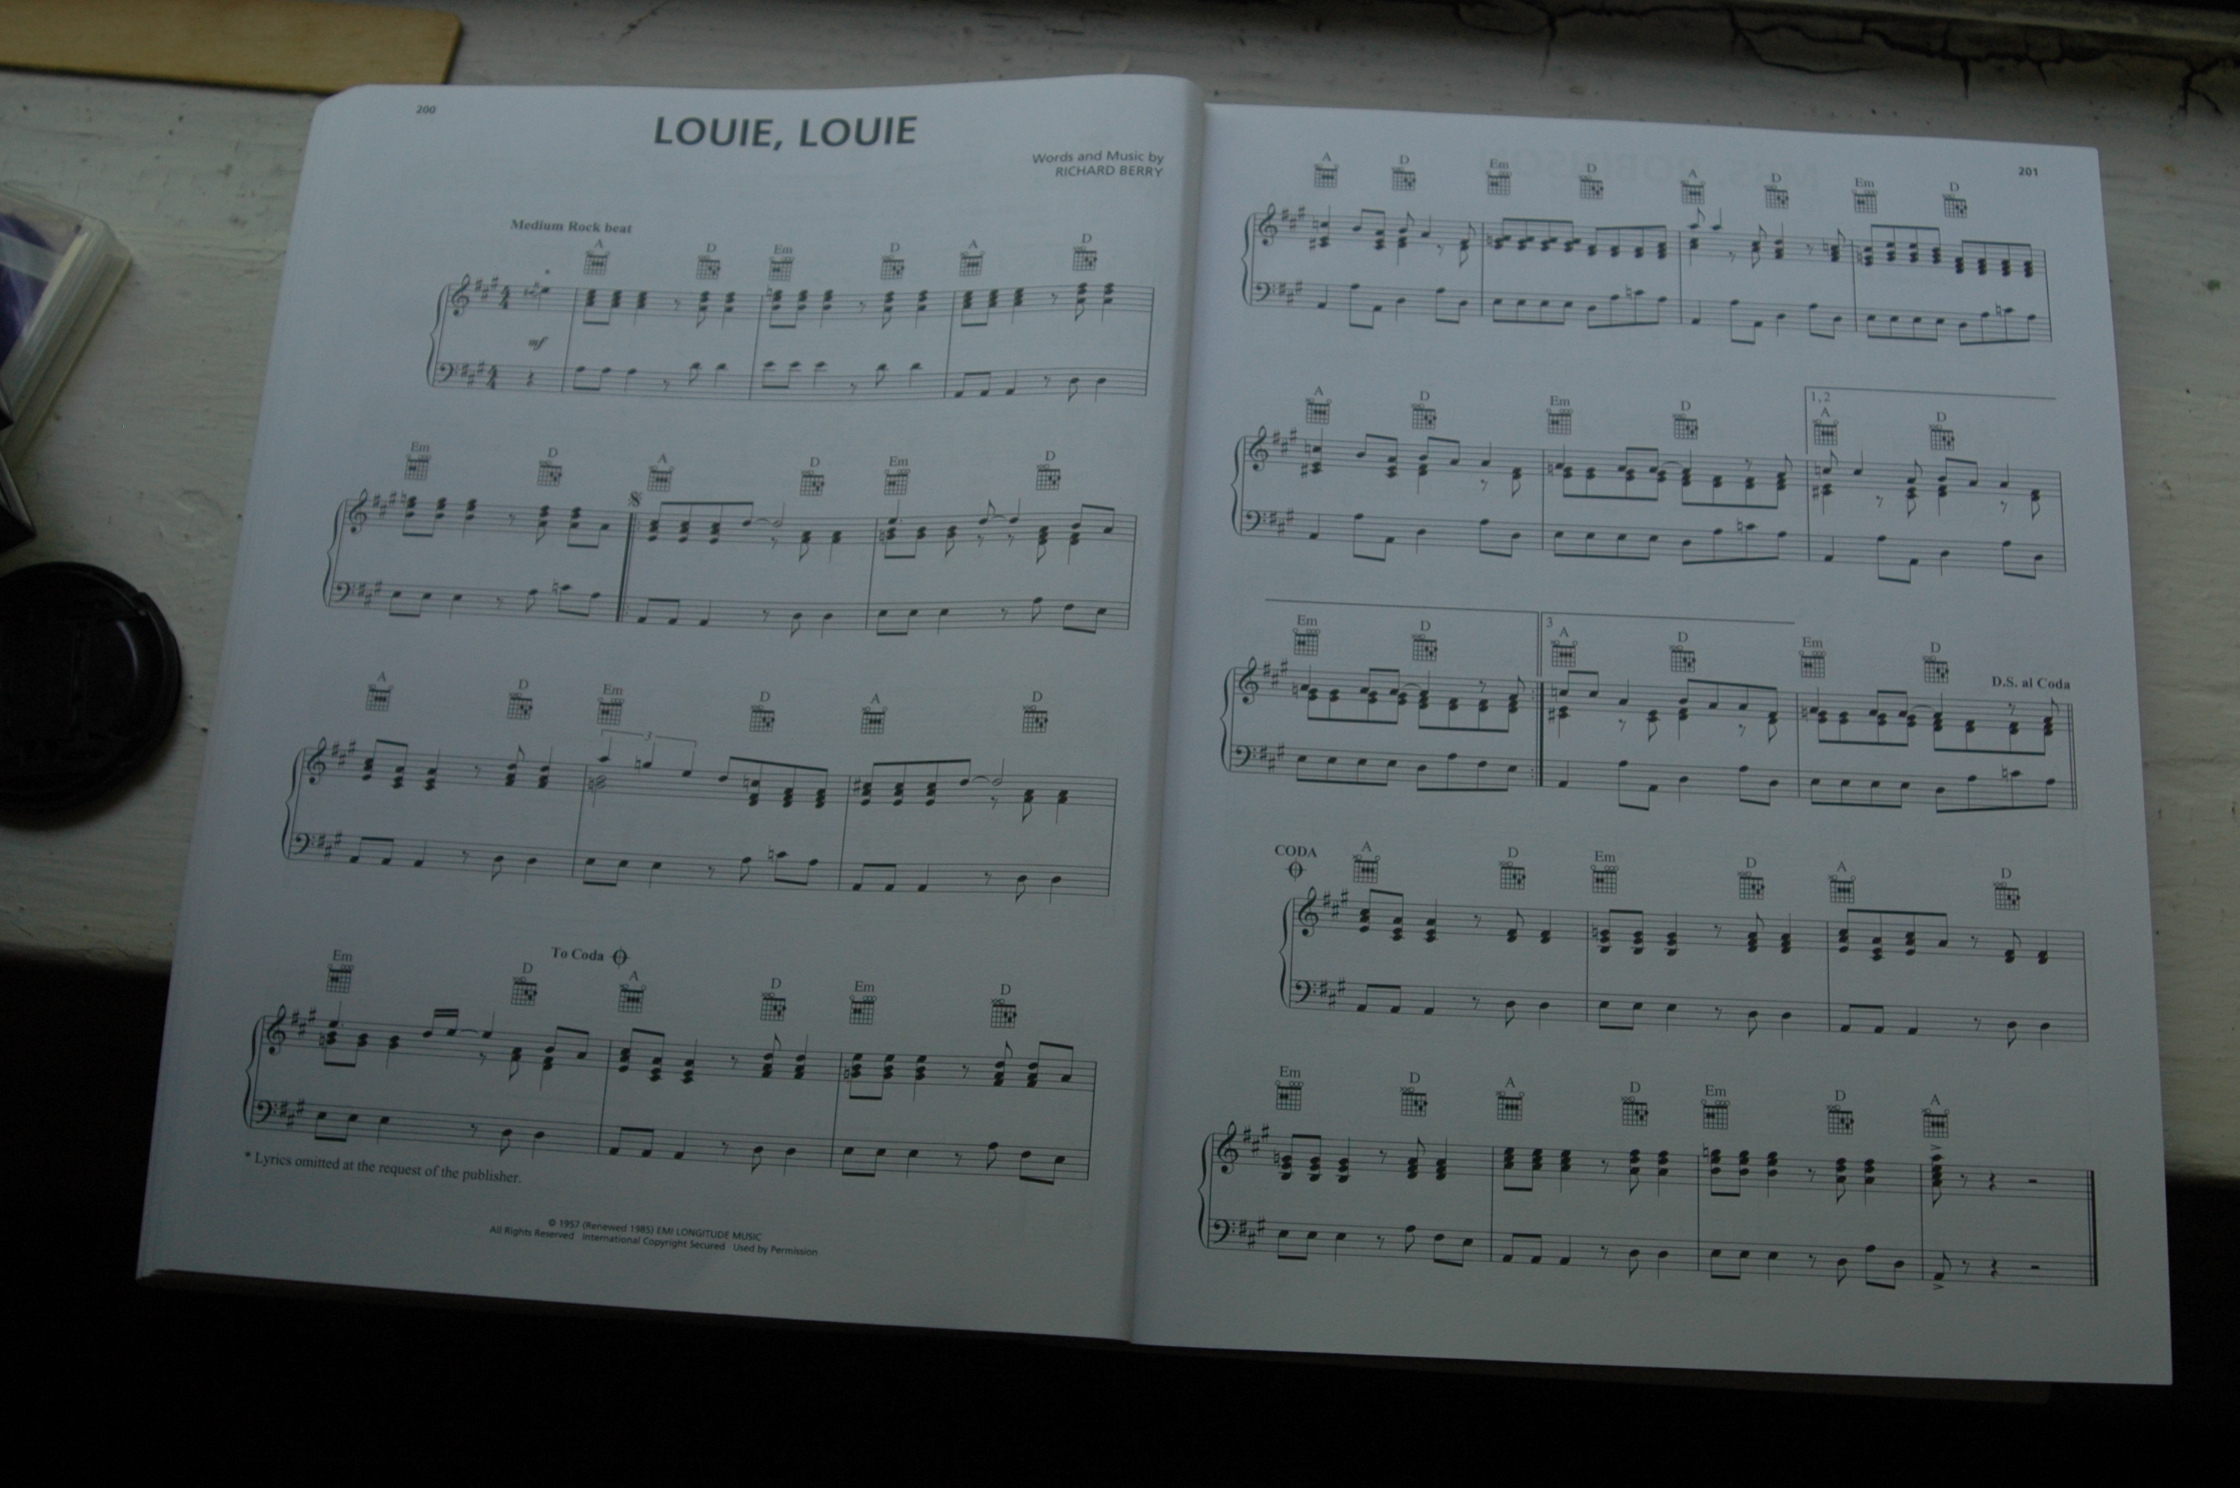 200
LOUIE, LOUIE
Words and Music by
RICHARD BERRY
Medium Rock beat
A D Em D A D
mf
Em D A D Em D
A D Em D A D
3
To Coda
Em D A D Em D
* Lyrics omitted at the request of the publisher.
© 1957 (Renewed 1985) EMI LONGITUDE MUSIC
All Rights Reserved International Copyright Secured Used by Permission
201
A D Em D A D Em D
1, 2
A D Em D A D
3
Em D A D Em D
D.S. al Coda
CODA
A D Em D A D
Em D A D Em D A